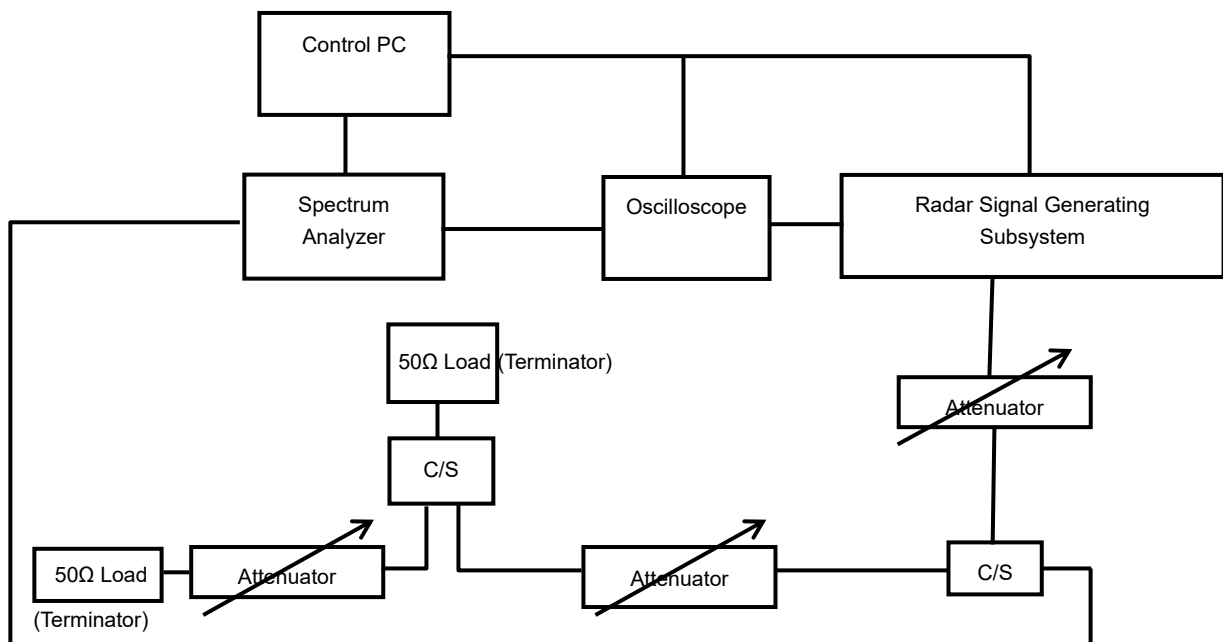 Control PC
Spectrum
Analyzer
Oscilloscope
Radar Signal Generating
Subsystem
50Ω Load (Terminator)
Attenuator
C/S
50Ω Load
(Terminator)
Attenuator
Attenuator
C/S